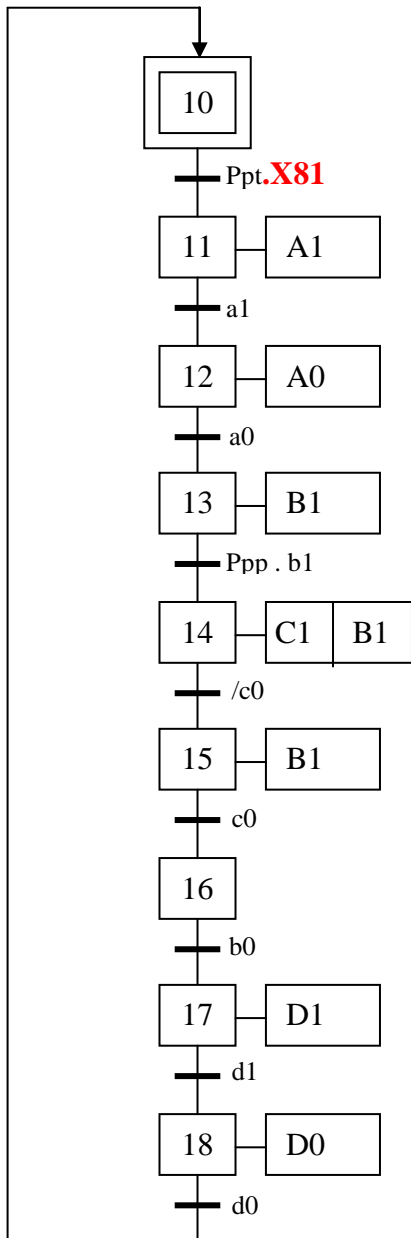 10
Ppt.X81
11 A1
a1
12 A0
a0
13 B1
Ppp . b1
14 C1 B1
/c0
15 B1
c0
16
b0
17 D1
d1
18 D0
d0